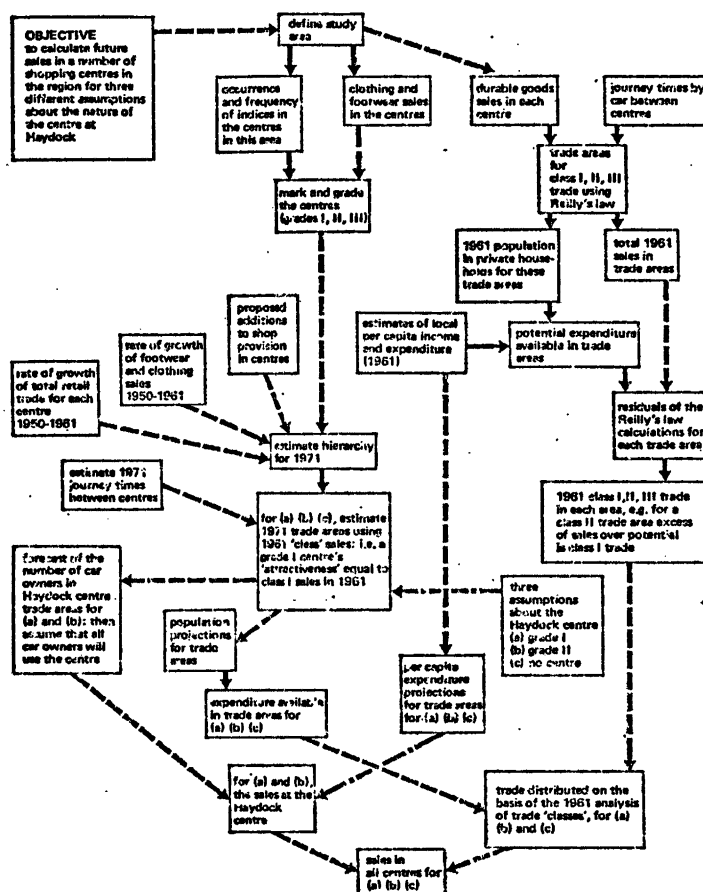 OBJECTIVE
to calculate future
sales in a number of
shopping centres in
the region for three
different assumptions
about the nature of
the centre at
Haydock
define study
area
occurrence
and frequency
of indices in
the centres
in this area
clothing and
footwear sales
in the centres
durable goods
sales in each
centre
journey times by
car between
centres
mark and grade
the centres
(grades I, II, III)
trade areas
for
class I, II, III
trade using
Reilly's law
1961 population
in private house-
holds for these
trade areas
total 1961
sales in
trade areas
proposed
additions
to shop
provision
in centres
estimates of local
per capita income
and expenditure
(1961)
potential expenditure
available in trade
areas
rate of growth
of footwear
and clothing
sales
1950-1961
rate of growth
of total retail
trade for each
centre
1950-1961
residuals of the
Reilly's law
calculations for
each trade area
estimate hierarchy
for 1971
estimate 1971
journey times
between centres
for (a) (b) (c), estimate
1971 trade areas using
1961 'class' sales: i.e, a
grade I centre's
'attractiveness' equal to
class I sales in 1961
1961 class I,II, III trade
in each area, e.g. for a
class II trade area excess
of sales over potential
in class I trade
forecast of the
number of car
owners in
Haydock centre
trade areas for
(a) and (b); then
assume that all
car owners will
use the centre
population
projections
for trade
areas
three
assumptions
about the
Haydock centre
(a) grade I
(b) grade II
(c) no centre
per capita
expenditure
projections
for trade areas
for (a) (b) (c)
expenditure available
in trade areas for
(a) (b) (c)
for (a) and (b),
the sales at the
Haydock
centre
trade distributed on the
basis of the 1961 analysis
of trade 'classes', for (a)
(b) and (c)
sales in
all centres for
(a) (b) (c)